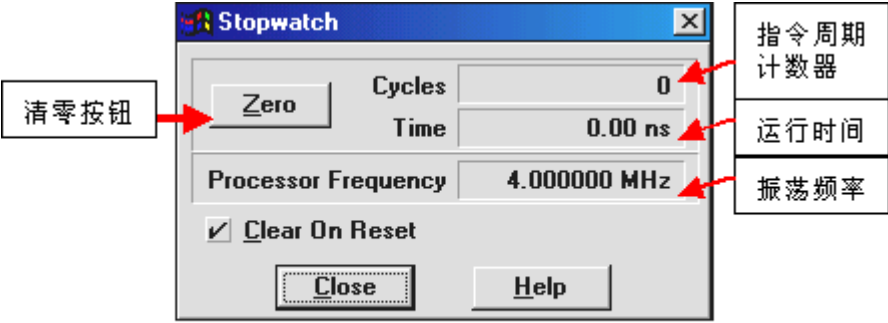 Stopwatch
指令周期
计数器
清零按钮
Zero
Cycles
0
Time
0.00 ns
运行时间
Processor Frequency
4.000000 MHz
振荡频率
Clear On Reset
Close
Help